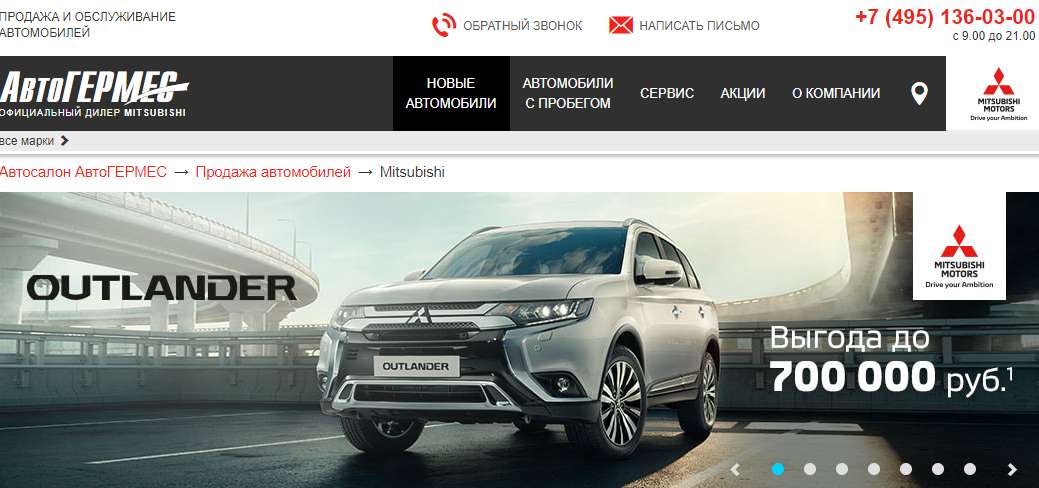 ПРОДАЖА И ОБСЛУЖИВАНИЕ
АВТОМОБИЛЕЙ
ОБРАТНЫЙ ЗВОНОК
НАПИСАТЬ ПИСЬМО
+7 (495) 136-03-00
с 9.00 до 21.00
АвтоГЕРМЕС
ОФИЦИАЛЬНЫЙ ДИЛЕР MITSUBISHI
НОВЫЕ
АВТОМОБИЛИ
АВТОМОБИЛИ
С ПРОБЕГОМ
СЕРВИС
АКЦИИ
О КОМПАНИИ
MITSUBISHI
MOTORS
Drive your Ambition
все марки
Автосалон АвтоГЕРМЕС → Продажа автомобилей → Mitsubishi
OUTLANDER
MITSUBISHI
MOTORS
Drive your Ambition
OUTLANDER
Выгода до
700 000 руб.¹